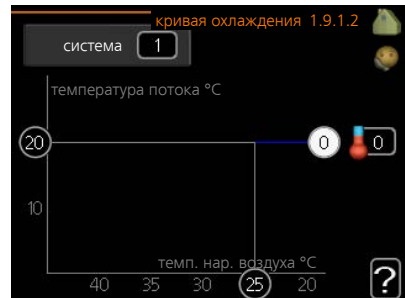 кривая охлаждения 1.9.1.2
система 1
температура потока °C
20 0 0
10
темп. нар. воздуха °C
40 35 30 25 20
?